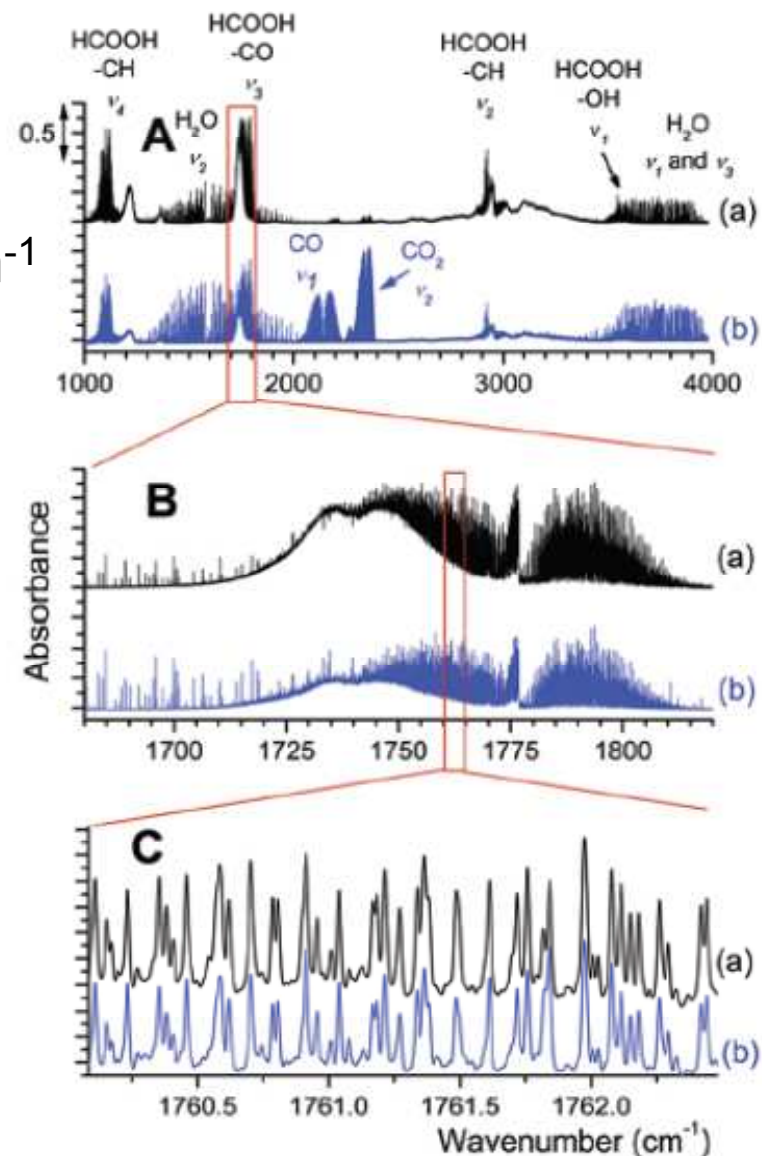 HCOOH
-CH
ν4
HCOOH
-CO
ν3
HCOOH
-CH
ν2
HCOOH
-OH
ν1
H2O
ν1 and ν3
0.5
A
H2O
ν2
(a)
-1
CO
ν1
CO2
ν2
(b)
1000 2000 3000 4000
B
(a)
(b)
Absorbance
1700 1725 1750 1775 1800
C
(a)
(b)
1760.5 1761.0 1761.5 1762.0
Wavenumber (cm-1)